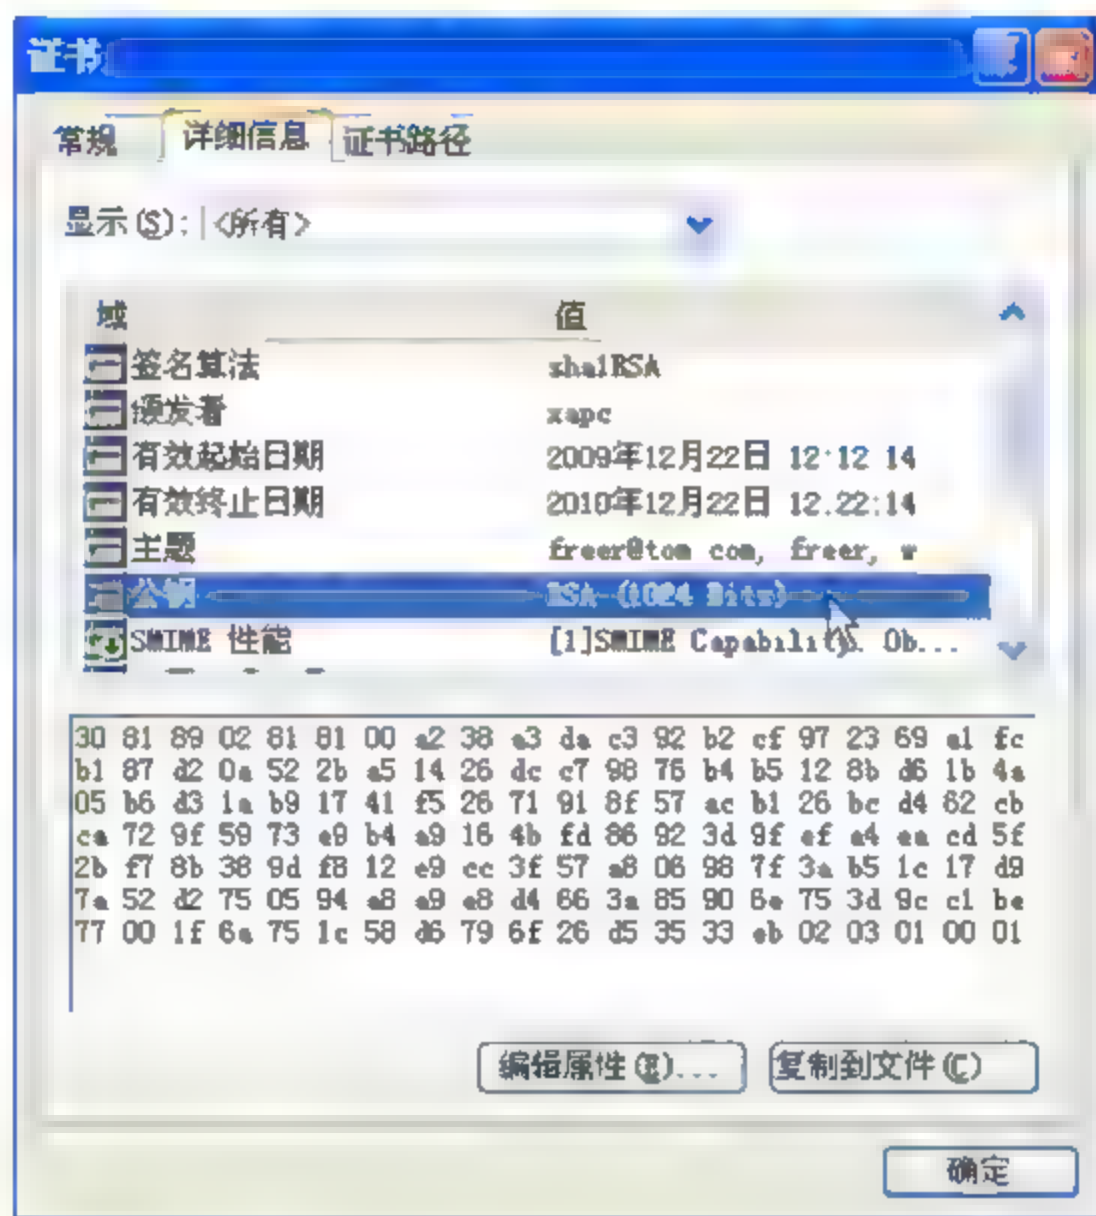 证书
常规 详细信息 证书路径
显示(S): <所有>
域 值
签名算法 sha1RSA
颁发者 xapc
有效起始日期 2009年12月22日 12:12:14
有效终止日期 2010年12月22日 12:22:14
主题 freer@tom com, freer, w
公钥 RSA (1024 Bits)
SMIME 性能 [1]SMIME Capability: Ob...
30 81 89 02 81 81 00 a2 38 a3 da c3 92 b2 cf 97 23 69 a1 fc
b1 87 d2 0a 52 2b a5 14 26 dc c7 98 76 b4 b5 12 8b d6 1b 4a
05 b6 d3 1a b9 17 41 f5 26 71 91 8f 57 ac b1 26 bc d4 62 cb
ca 72 9f 59 73 e9 b4 a9 16 4b fd 86 92 3d 9f ef a4 ea cd 5f
2b f7 8b 38 9d f8 12 e9 cc 3f 57 a8 06 98 7f 3a b5 1c 17 d9
7a 52 d2 75 05 94 a8 a9 e8 d4 66 3a 85 90 6e 75 3d 9c c1 be
77 00 1f 6a 75 1c 58 d6 79 6f 26 d5 35 33 eb 02 03 01 00 01
编辑属性(E)... 复制到文件(C)
确定